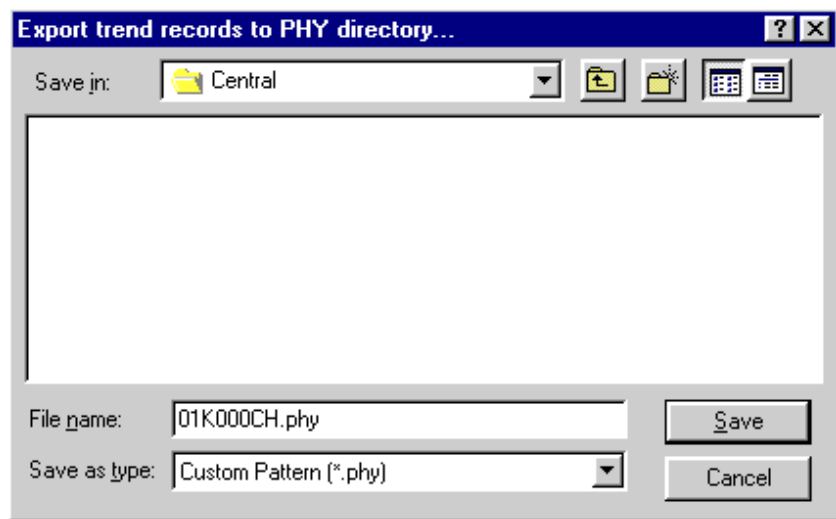 Export trend records to PHY directory...
Save in:
Central
File name:
01K000CH.phy
Save
Save as type:
Custom Pattern (*.phy)
Cancel